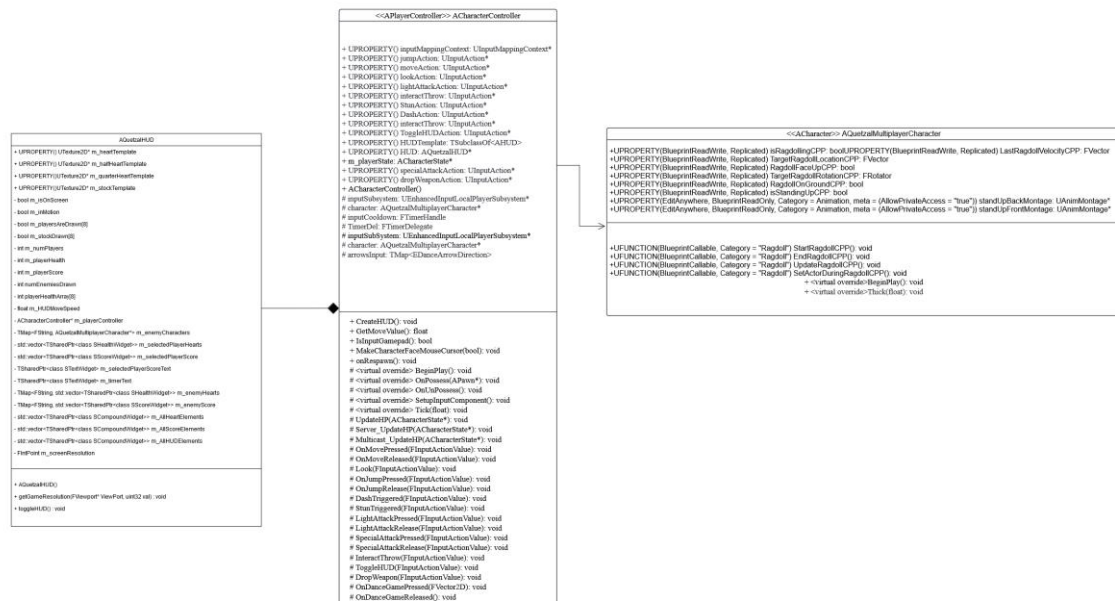 AQuetzalHUD
+ UPROPERTY() UTexture2D* m_heartTemplate
+ UPROPERTY() UTexture2D* m_halfHeartTemplate
+ UPROPERTY() UTexture2D* m_quarterHeartTemplate
+ UPROPERTY() UTexture2D* m_stockTemplate
- bool m_isOnScreen
- bool m_inMotion
- bool m_playersAreDrawn[8]
- bool m_stockDrawn[8]
- int m_numPlayers
- int m_playerHealth
- int m_playerScore
- int numEnemiesDrawn
- int playerHealthArray[8]
- float m_HUDMoveSpeed
- ACharacterController* m_playerController
- TMap<FString, AQuetzalMultiplayerCharacter*> m_enemyCharacters
- std::vector<TSharedPtr<class SHealthWidget>> m_selectedPlayerHearts
- std::vector<TSharedPtr<class SScoreWidget>> m_selectedPlayerScore
- TSharedPtr<class STextWidget> m_selectedPlayerScoreText
- TSharedPtr<class STextWidget> m_timerText
- TMap<FString, std::vector<TSharedPtr<class SHealthWidget>> m_enemyHearts
- TMap<FString, std::vector<TSharedPtr<class SScoreWidget>> m_enemyScore
- std::vector<TSharedPtr<class SCompoundWidget>> m_AllHeartElements
- std::vector<TSharedPtr<class SCompoundWidget>> m_AllScoreElements
- std::vector<TSharedPtr<class SCompoundWidget>> m_AllHUDElements
- FIntPoint m_screenResolution
+ AQuetzalHUD()
+ getGameResolution(FViewport* ViewPort, uint32 val) : void
+ toggleHUD() : void
<<APlayerController>> ACharacterController
+ UPROPERTY() inputMappingContext: UInputMappingContext*
+ UPROPERTY() jumpAction: UInputAction*
+ UPROPERTY() moveAction: UInputAction*
+ UPROPERTY() lookAction: UInputAction*
+ UPROPERTY() lightAttackAction: UInputAction*
+ UPROPERTY() interactThrow: UInputAction*
+ UPROPERTY() StunAction: UInputAction*
+ UPROPERTY() DashAction: UInputAction*
+ UPROPERTY() interactThrow: UInputAction*
+ UPROPERTY() ToggleHUDAction: UInputAction*
+ UPROPERTY() HUDTemplate: TSubclassOf<AHUD>
+ UPROPERTY() HUD: AQuetzalHUD*
+ m_playerState: ACharacterState*
+ UPROPERTY() specialAttackAction: UInputAction*
+ UPROPERTY() dropWeaponAction: UInputAction*
+ ACharacterController()
# inputSubsystem: UEnhancedInputLocalPlayerSubsystem*
# character: AQuetzalMultiplayerCharacter*
# inputCooldown: FTimerHandle
# TimerDel: FTimerDelegate
# inputSubSystem: UEnhancedInputLocalPlayerSubsystem*
# character: AQuetzalMultiplayerCharacter*
# arrowsInput: TMap<EDanceArrowDirection>
+ CreateHUD(): void
+ GetMoveValue(): float
+ IsInputGamepad(): bool
+ MakeCharacterFaceMouseCursor(bool): void
+ onRespawn(): void
# <virtual override> BeginPlay(): void
# <virtual override> OnPossess(APawn*): void
# <virtual override> OnUnPossess(): void
# <virtual override> SetupInputComponent(): void
# <virtual override> Tick(float): void
# UpdateHP(ACharacterState*): void
# Server_UpdateHP(ACharacterState*): void
# Multicast_UpdateHP(ACharacterState*): void
# OnMovePressed(FInputActionValue): void
# OnMoveReleased(FInputActionValue): void
# Look(FInputActionValue): void
# OnJumpPressed(FInputActionValue): void
# OnJumpRelease(FInputActionValue): void
# DashTriggered(FInputActionValue): void
# StunTriggered(FInputActionValue): void
# LightAttackPressed(FInputActionValue): void
# LightAttackRelease(FInputActionValue): void
# SpecialAttackPressed(FInputActionValue): void
# SpecialAttackRelease(FInputActionValue): void
# InteractThrow(FInputActionValue): void
# ToggleHUD(FInputActionValue): void
# DropWeapon(FInputActionValue): void
# OnDanceGamePressed(FVector2D): void
# OnDanceGameReleased(): void
<<ACharacter>> AQuetzalMultiplayerCharacter
+UPROPERTY(BlueprintReadWrite, Replicated) isRagdollingCPP: boolUPROPERTY(BlueprintReadWrite, Replicated) LastRagdollVelocityCPP: FVector
+UPROPERTY(BlueprintReadWrite, Replicated) TargetRagdollLocationCPP: FVector
+UPROPERTY(BlueprintReadWrite, Replicated) RagdollFaceUpCPP: bool
+UPROPERTY(BlueprintReadWrite, Replicated) TargetRagdollRotationCPP: FRotator
+UPROPERTY(BlueprintReadWrite, Replicated) RagdollOnGroundCPP: bool
+UPROPERTY(BlueprintReadWrite, Replicated) isStandingUpCPP: bool
+UPROPERTY(EditAnywhere, BlueprintReadOnly, Category = Animation, meta = (AllowPrivateAccess = "true")) standUpBackMontage: UAnimMontage*
+UPROPERTY(EditAnywhere, BlueprintReadOnly, Category = Animation, meta = (AllowPrivateAccess = "true")) standUpFrontMontage: UAnimMontage*
+UFUNCTION(BlueprintCallable, Category = "Ragdoll") StartRagdollCPP(): void
+UFUNCTION(BlueprintCallable, Category = "Ragdoll") EndRagdollCPP(): void
+UFUNCTION(BlueprintCallable, Category = "Ragdoll") UpdateRagdollCPP(): void
+UFUNCTION(BlueprintCallable, Category = "Ragdoll") SetActorDuringRagdollCPP(): void
+ <virtual override>BeginPlay(): void
+ <virtual override>Thick(float): void